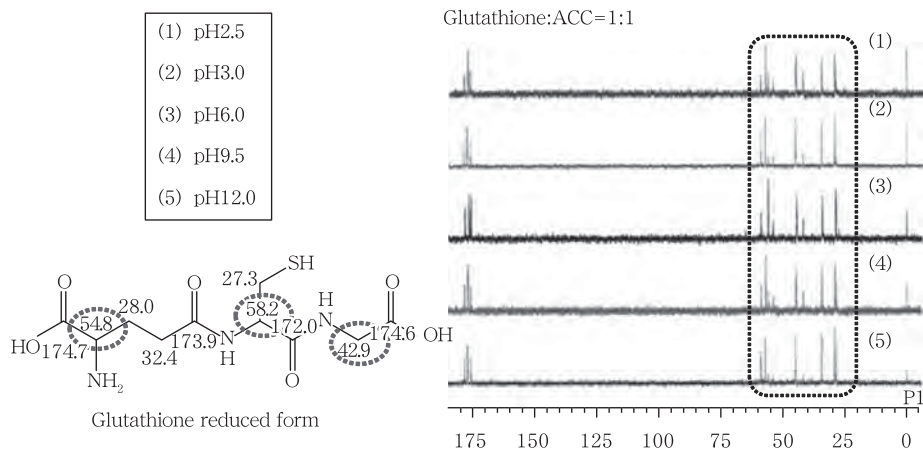 (1) pH2.5
(2) pH3.0
(3) pH6.0
(4) pH9.5
(5) pH12.0
Glutathione:ACC=1:1
(1)
(2)
(3)
(4)
(5)
P1
175 150 125 100 75 50 25 0
SH
27.3
O
28.0
O
H
N
O
54.8
58.2
172.0
174.6 OH
HO
174.7
32.4
173.9
N
H
42.9
NH₂
O
Glutathione reduced form